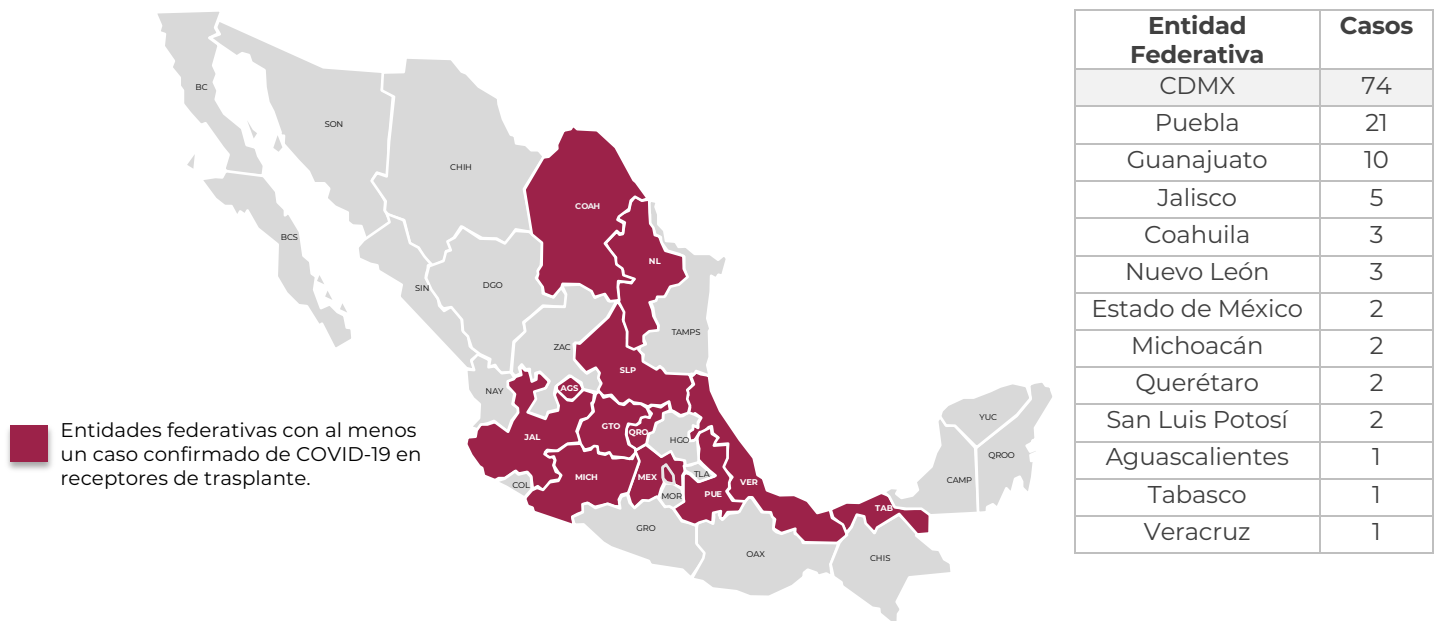 BC
SON
CHIH
COAH
BCS
NL
SIN
DGO
TAMPS
ZAC
SLP
NAY
AGS
YUC
JAL
GTO
QRO
HGO
QROO
COL
MICH
MEX
TLA
CAMP
MOR
PUE
VER
TAB
GRO
OAX
CHIS
Entidades federativas con al menos
un caso confirmado de COVID-19 en
receptores de trasplante.
Entidad
Federativa
Casos
CDMX 74
Puebla 21
Guanajuato 10
Jalisco 5
Coahuila 3
Nuevo León 3
Estado de México 2
Michoacán 2
Querétaro 2
San Luis Potosí 2
Aguascalientes 1
Tabasco 1
Veracruz 1